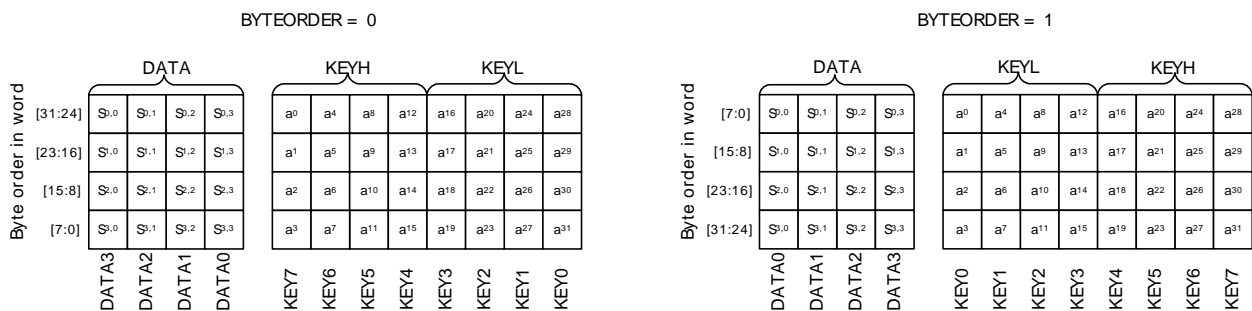 BYTEORDER = 0 BYTEORDER = 1
DATA KEYH KEYL DATA KEYL KEYH
[31:24] S0,0 S0,1 S0,2 S0,3 a0 a4 a8 a12 a16 a20 a24 a28 [7:0] S0,0 S0,1 S0,2 S0,3 a0 a4 a8 a12 a16 a20 a24 a28
[23:16] S1,0 S1,1 S1,2 S1,3 a1 a5 a9 a13 a17 a21 a25 a29 [15:8] S1,0 S1,1 S1,2 S1,3 a1 a5 a9 a13 a17 a21 a25 a29
[15:8] S2,0 S2,1 S2,2 S2,3 a2 a6 a10 a14 a18 a22 a26 a30 [23:16] S2,0 S2,1 S2,2 S2,3 a2 a6 a10 a14 a18 a22 a26 a30
[7:0] S3,0 S3,1 S3,2 S3,3 a3 a7 a11 a15 a19 a23 a27 a31 [31:24] S3,0 S3,1 S3,2 S3,3 a3 a7 a11 a15 a19 a23 a27 a31
Byte order in word Byte order in word
DATA3 DATA2 DATA1 DATA0 KEY7 KEY6 KEY5 KEY4 KEY3 KEY2 KEY1 KEY0 DATA0 DATA1 DATA2 DATA3 KEY0 KEY1 KEY2 KEY3 KEY4 KEY5 KEY6 KEY7